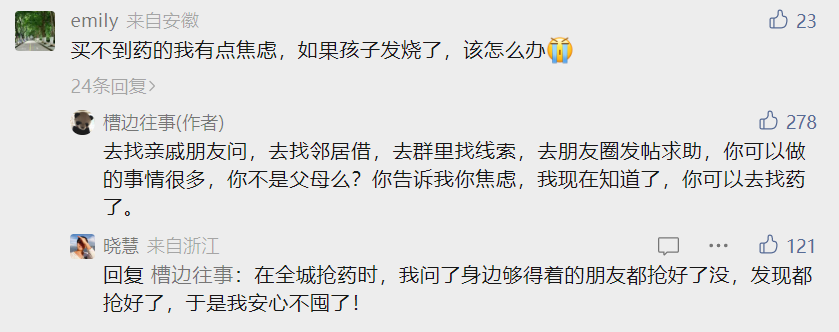 emily 来自安徽 23
买不到药的我有点焦虑，如果孩子发烧了，该怎么办😭
24条回复>
槽边往事(作者) 278
去找亲戚朋友问，去找邻居借，去群里找线索，去朋友圈发帖求助，你可以做
的事情很多，你不是父母么？你告诉我你焦虑，我现在知道了，你可以去找药
了。
晓慧 来自浙江 121
回复 槽边往事：在全城抢药时，我问了身边够得着的朋友都抢好了没，发现都
抢好了，于是我安心不囤了！